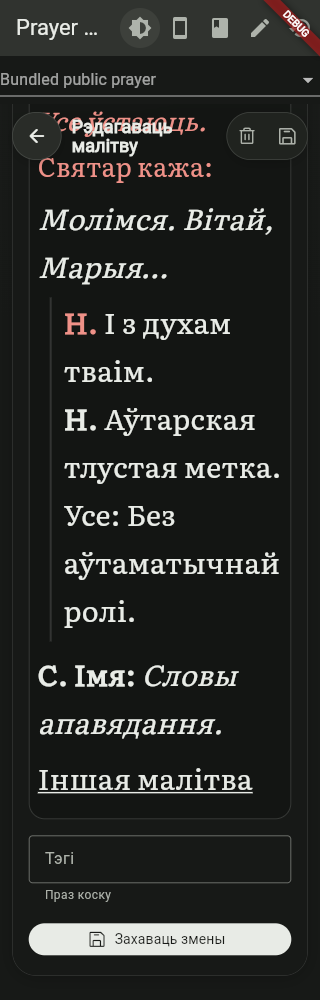 Prayer ...
DEBUG
Bundled public prayer
Усе ўстаюць.
Рэдагаваць
малітву
Святар кажа:
Молімся. Вітай,
Марыя...
Н. І з духам
тваім.
Н. Аўтарская
тлустая метка.
Усе: Без
аўтаматычнай
ролі.
С. Імя: Словы
апавядання.
Іншая малітва
Тэгі
Праз коску
Захаваць змены